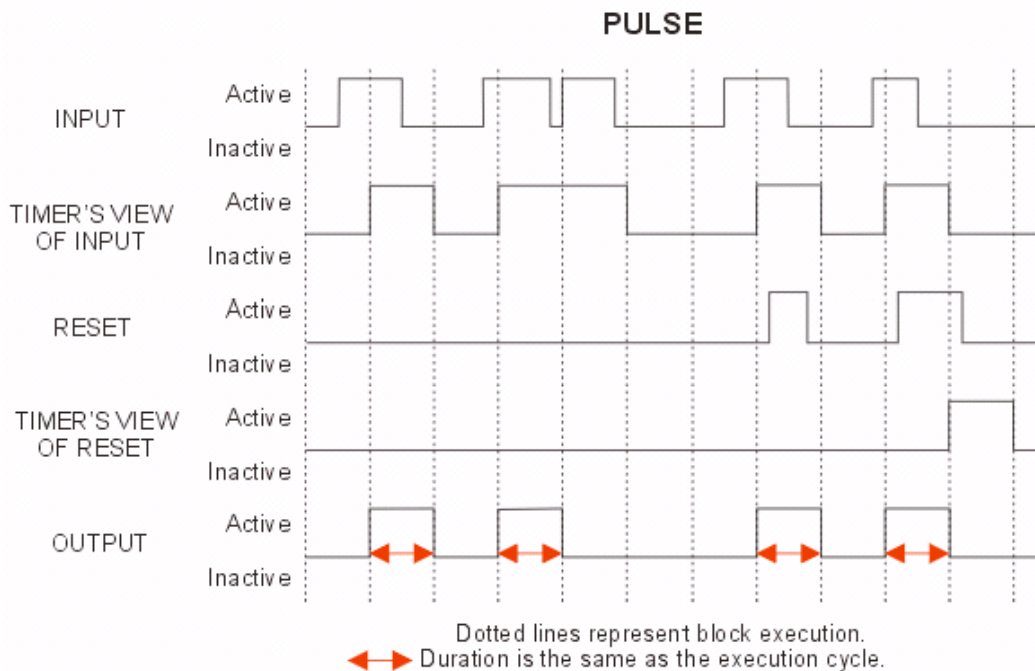 PULSE
INPUT
Active
Inactive
TIMER'S VIEW
OF INPUT
Active
Inactive
RESET
Active
Inactive
TIMER'S VIEW
OF RESET
Active
Inactive
OUTPUT
Active
Inactive
Dotted lines represent block execution.
Duration is the same as the execution cycle.